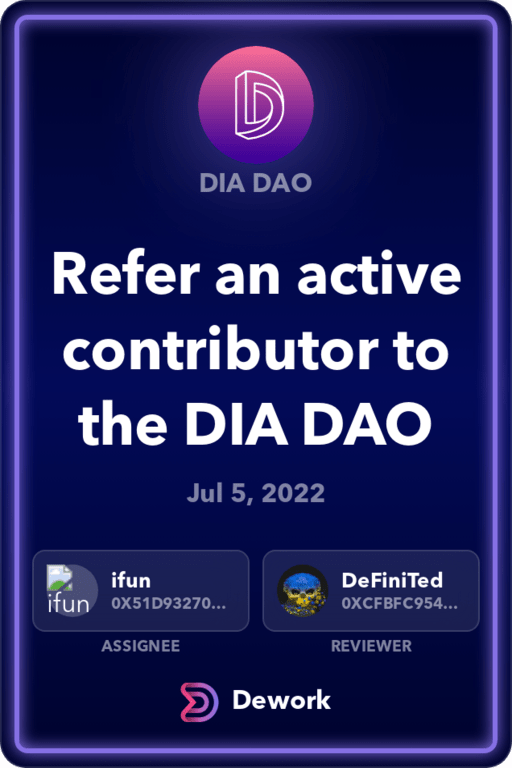 DIA DAO
Refer an active
contributor to
the DIA DAO
Jul 5, 2022
ifun
ifun
0X51D93270...
ASSIGNEE
DeFiniTed
0XCFBFC954...
REVIEWER
Dework